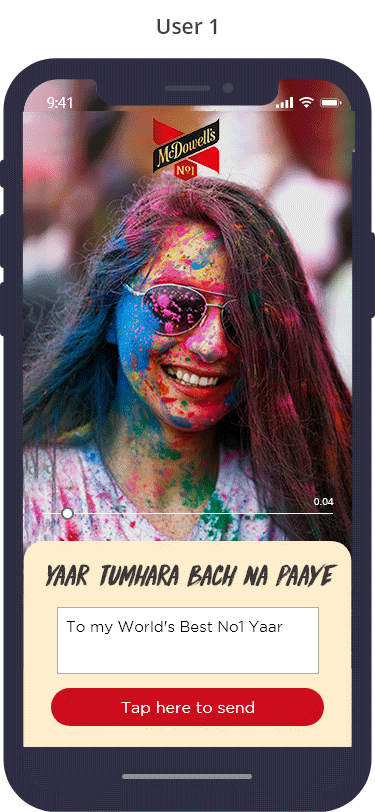 User 1
9:41
McDowell's
No1
0.04
YAAR TUMHARA BACH NA PAAYE
To my World's Best No1 Yaar
Tap here to send